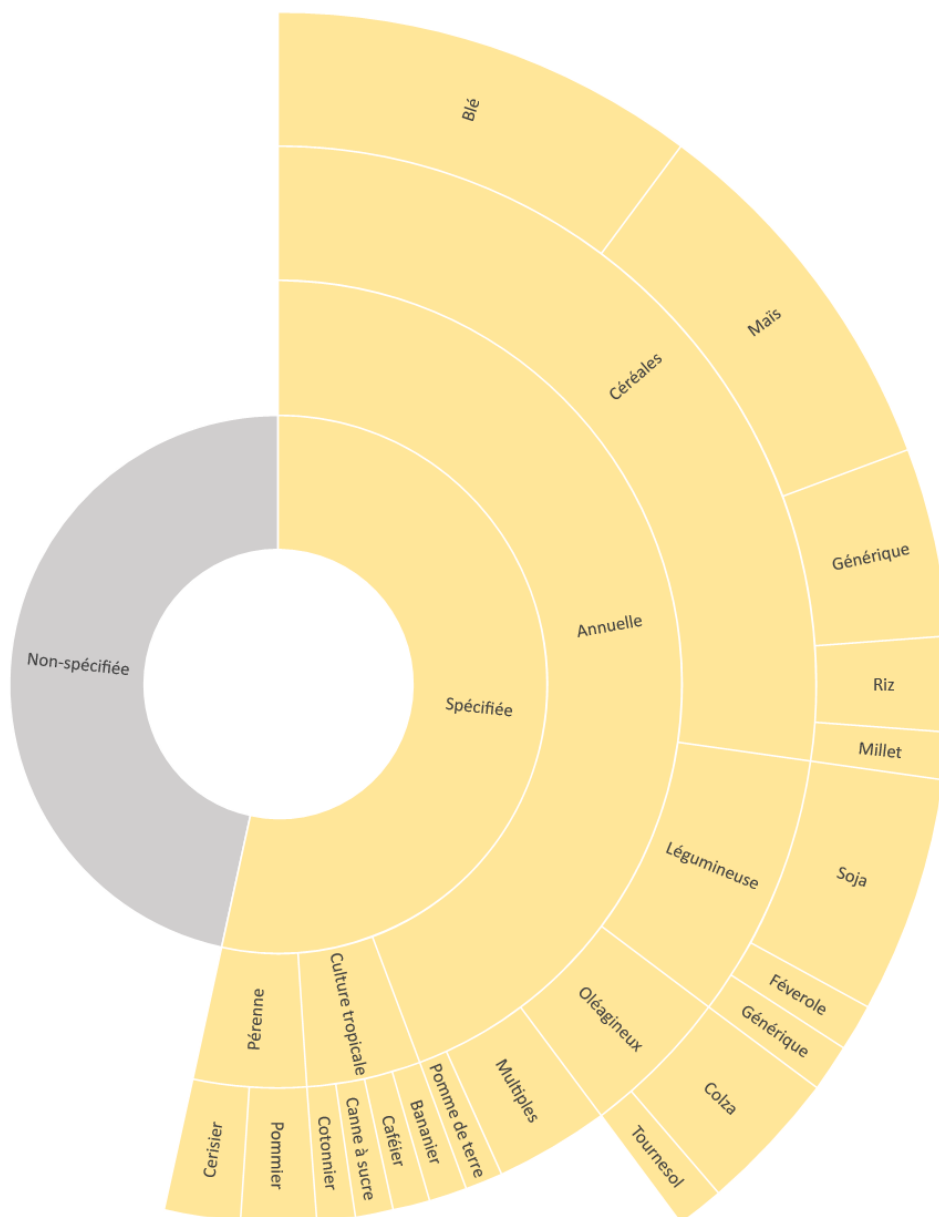 Blé
Maïs
Céréales
Générique
Annuelle
Non-spécifiée
Spécifiée
Riz
Millet
Légumineuse
Soja
Féverole
Générique
Oléagineux
Colza
Tournesol
Multiples
Pomme de terre
Culture tropicale
Bananier
Caféier
Canne à sucre
Cotonnier
Pérenne
Pommier
Cerisier